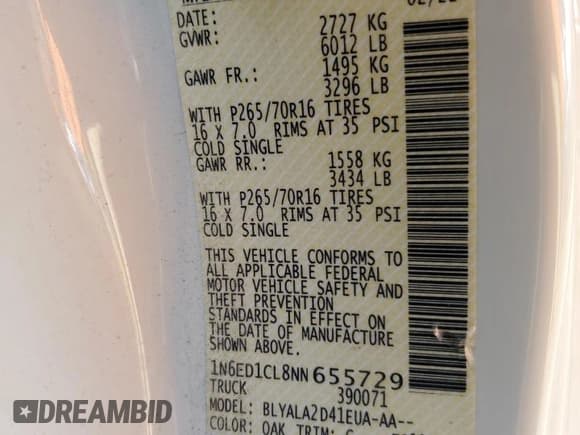 DATE:
GVWR: 2727 KG
6012 LB
GAWR FR.: 1495 KG
3296 LB
WITH P265/70R16 TIRES
16 X 7.0 RIMS AT 35 PSI
COLD SINGLE
GAWR RR.: 1558 KG
3434 LB
WITH P265/70R16 TIRES
16 X 7.0 RIMS AT 35 PSI
COLD SINGLE
THIS VEHICLE CONFORMS TO
ALL APPLICABLE FEDERAL
MOTOR VEHICLE SAFETY AND
THEFT PREVENTION
STANDARDS IN EFFECT ON
THE DATE OF MANUFACTURE
SHOWN ABOVE.
1N6ED1CL8NN655729
TRUCK 390071
MODEL: BLYALA2D41EUA-AA--
COLOR: QAK TRIM:
RIDESAFELY